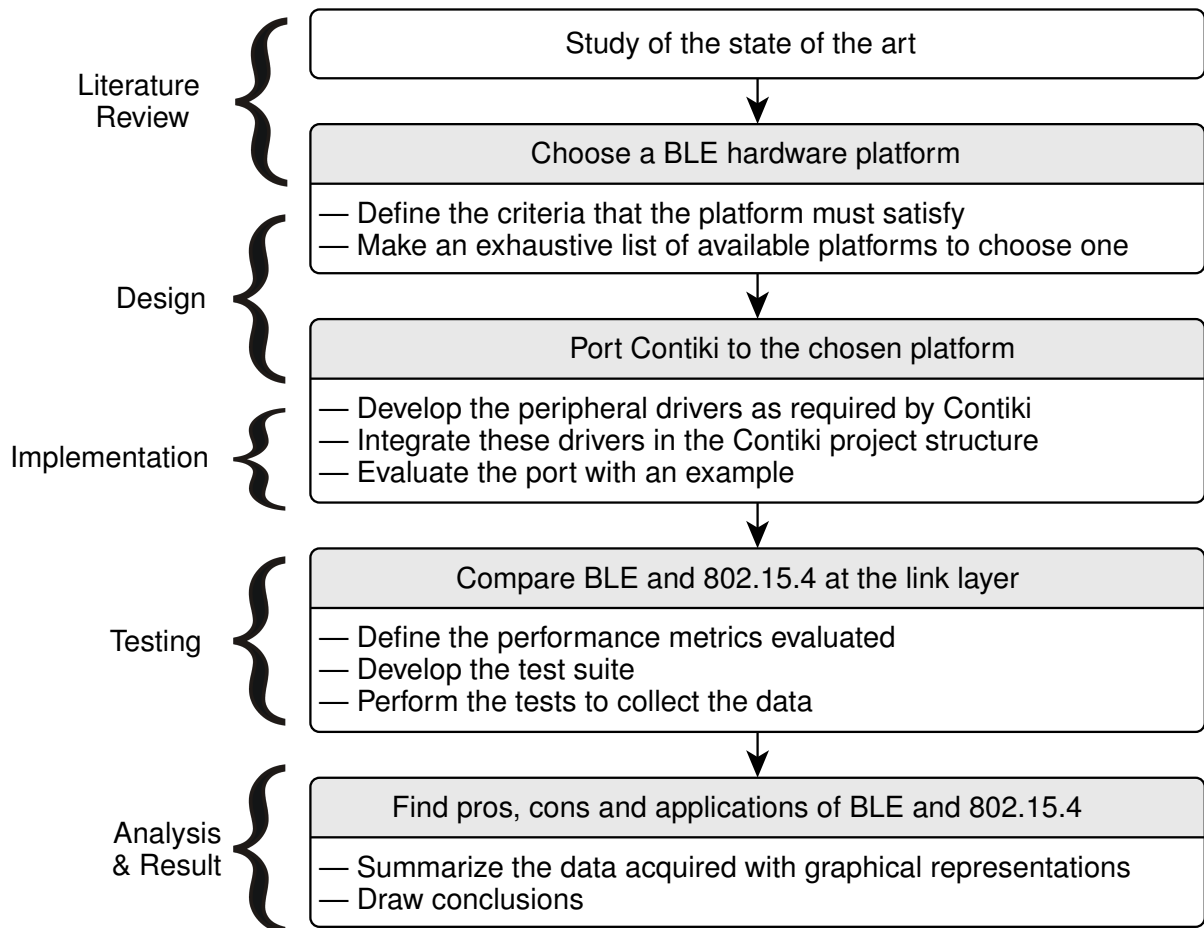 Study of the state of the art
Literature
Review
Choose a BLE hardware platform
— Define the criteria that the platform must satisfy
— Make an exhaustive list of available platforms to choose one
Design
Port Contiki to the chosen platform
— Develop the peripheral drivers as required by Contiki
— Integrate these drivers in the Contiki project structure
— Evaluate the port with an example
Implementation
Compare BLE and 802.15.4 at the link layer
— Define the performance metrics evaluated
— Develop the test suite
— Perform the tests to collect the data
Testing
Find pros, cons and applications of BLE and 802.15.4
— Summarize the data acquired with graphical representations
— Draw conclusions
Analysis
& Result